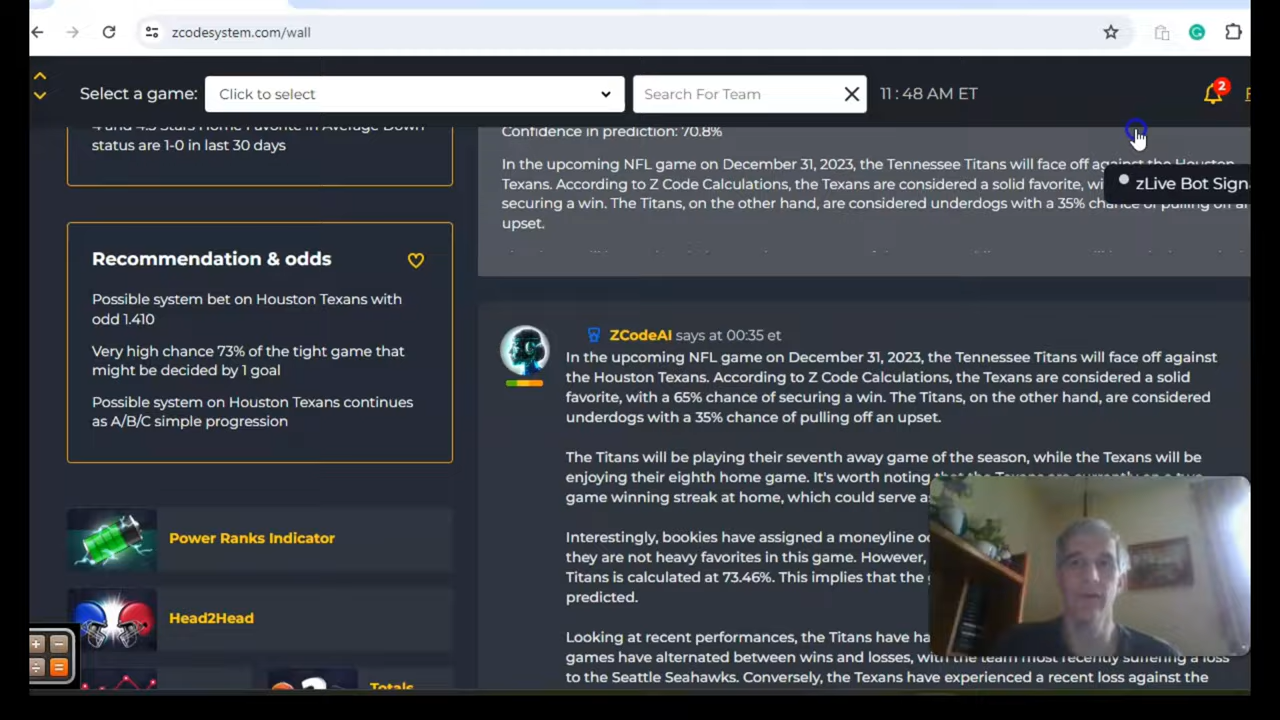 zcodesystem.com/wall
Select a game:
Click to select
Search For Team
11 : 48 AM ET
2
4 and 4.5 Stars Home Favorite in Average Down
status are 1-0 in last 30 days
Recommendation & odds
Possible system bet on Houston Texans with
odd 1.410
Very high chance 73% of the tight game that
might be decided by 1 goal
Possible system on Houston Texans continues
as A/B/C simple progression
Power Ranks Indicator
Head2Head
Totals
Confidence in prediction: 70.8%
In the upcoming NFL game on December 31, 2023, the Tennessee Titans will face off against the Houston
Texans. According to Z Code Calculations, the Texans are considered a solid favorite, wi
securing a win. The Titans, on the other hand, are considered underdogs with a 35% chance of pulling off an
upset.
zLive Bot Sign
ZCodeAI says at 00:35 et
In the upcoming NFL game on December 31, 2023, the Tennessee Titans will face off against
the Houston Texans. According to Z Code Calculations, the Texans are considered a solid
favorite, with a 65% chance of securing a win. The Titans, on the other hand, are considered
underdogs with a 35% chance of pulling off an upset.
The Titans will be playing their seventh away game of the season, while the Texans will be
enjoying their eighth home game. It's worth noting that the Texans are currently on a two
game winning streak at home, which could serve a
Interestingly, bookies have assigned a moneyline o
they are not heavy favorites in this game. However,
Titans is calculated at 73.46%. This implies that the
predicted.
Looking at recent performances, the Titans have ha
games have alternated between wins and losses, with the team most recently suffering a loss
to the Seattle Seahawks. Conversely, the Texans have experienced a recent loss against the